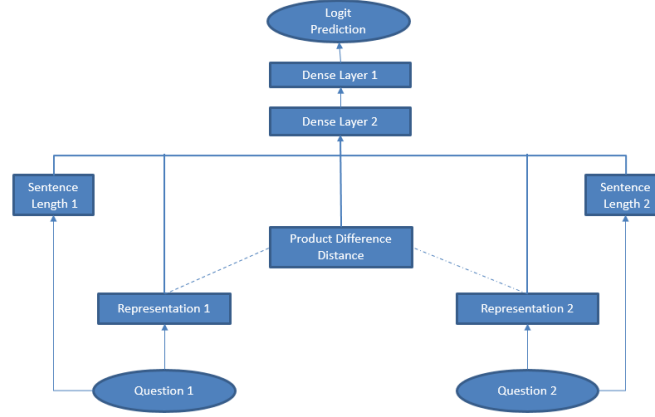 Logit
Prediction
Dense Layer 1
Dense Layer 2
Sentence
Length 1
Sentence
Length 2
Product Difference
Distance
Representation 1
Representation 2
Question 1
Question 2